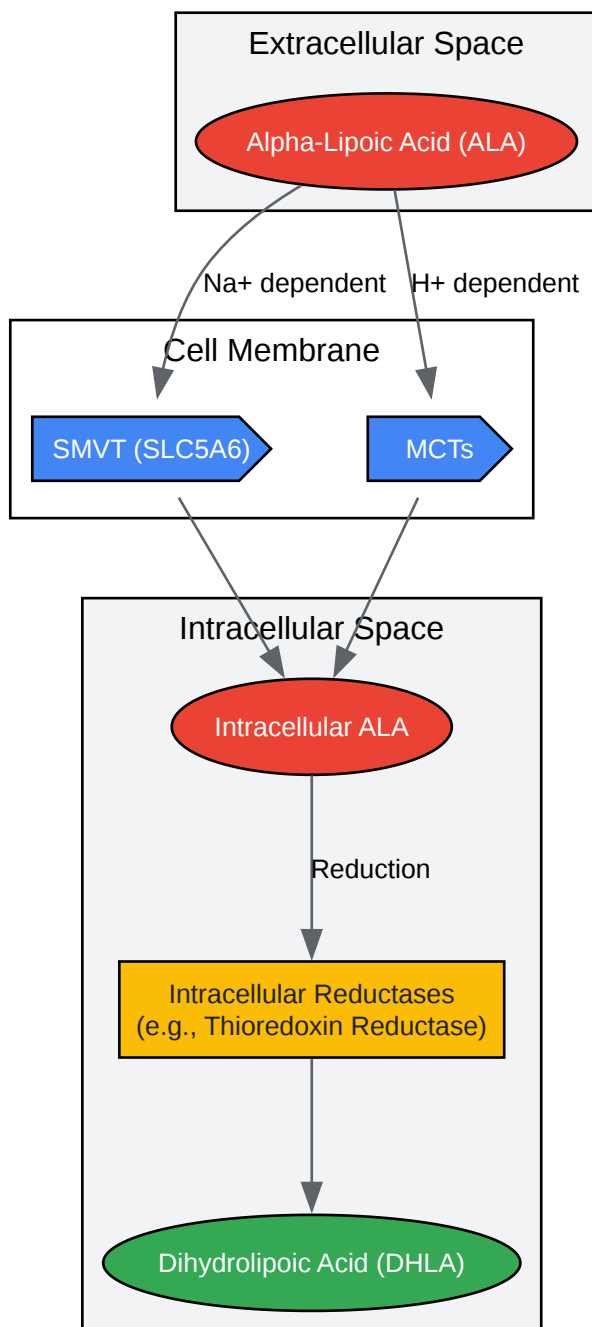 Extracellular Space
Alpha-Lipoic Acid (ALA)
Na+ dependent
H+ dependent
Cell Membrane
SMVT (SLC5A6)
MCTs
Intracellular Space
Intracellular ALA
Reduction
Intracellular Reductases
(e.g., Thioredoxin Reductase)
Dihydrolipoic Acid (DHLA)